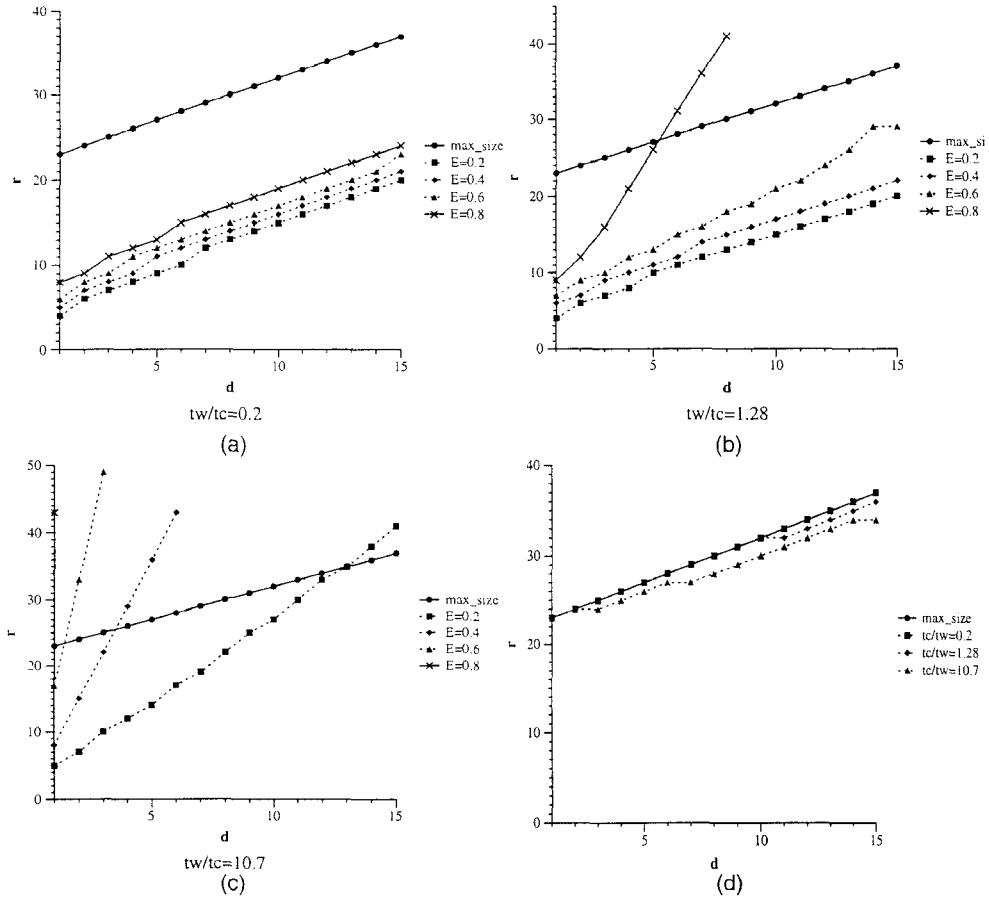 40
30
20
10
0
r
5
10
15
d
max_size
E=0.2
E=0.4
E=0.6
E=0.8
tw/tc=0.2
(a)
40
30
20
10
0
r
5
10
15
d
max_si
E=0.2
E=0.4
E=0.6
E=0.8
tw/tc=1.28
(b)
50
40
30
20
10
0
r
5
10
15
d
max_size
E=0.2
E=0.4
E=0.6
E=0.8
tw/tc=10.7
(c)
40
30
20
10
0
r
5
10
15
d
max_size
tc/tw=0.2
tc/tw=1.28
tc/tw=10.7
(d)